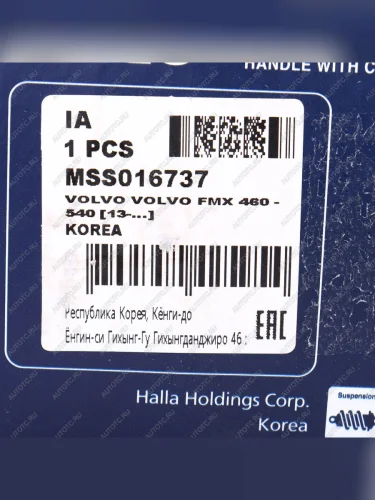 HANDLE WITH C
IA
1 PCS
MSS016737
VOLVO VOLVO FMX 460 -
540 [13-...]
KOREA
Республика Корея, Кёнги-до
Ёнгин-си Гихынг-Гу Гихынгданджиро 46 :
EAC
Halla Holdings Corp.
Korea
Suspension